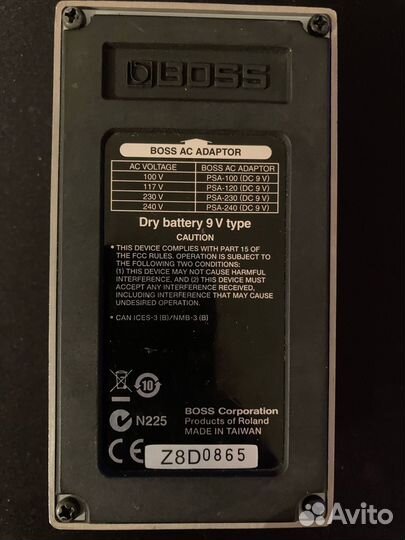 BOSS
BOSS AC ADAPTOR
AC VOLTAGE BOSS AC ADAPTOR
100 V PSA-100 (DC 9 V)
117 V PSA-120 (DC 9 V)
230 V PSA-230 (DC 9 V)
240 V PSA-240 (DC 9 V)
Dry battery 9 V type
CAUTION
• THIS DEVICE COMPLIES WITH PART 15 OF
THE FCC RULES. OPERATION IS SUBJECT TO
THE FOLLOWING TWO CONDITIONS:
(1) THIS DEVICE MAY NOT CAUSE HARMFUL
INTERFERENCE. AND (2) THIS DEVICE
MUST ACCEPT ANY INTERFERENCE RECEIVED,
INCLUDING INTERFERENCE THAT MAY CAUSE
UNDESIRED OPERATION.
• CAN ICES-3 (B)/NMB-3 (B)
10
N225
BOSS Corporation
Products of Roland
MADE IN TAIWAN
CE
Z8D0865
Avito